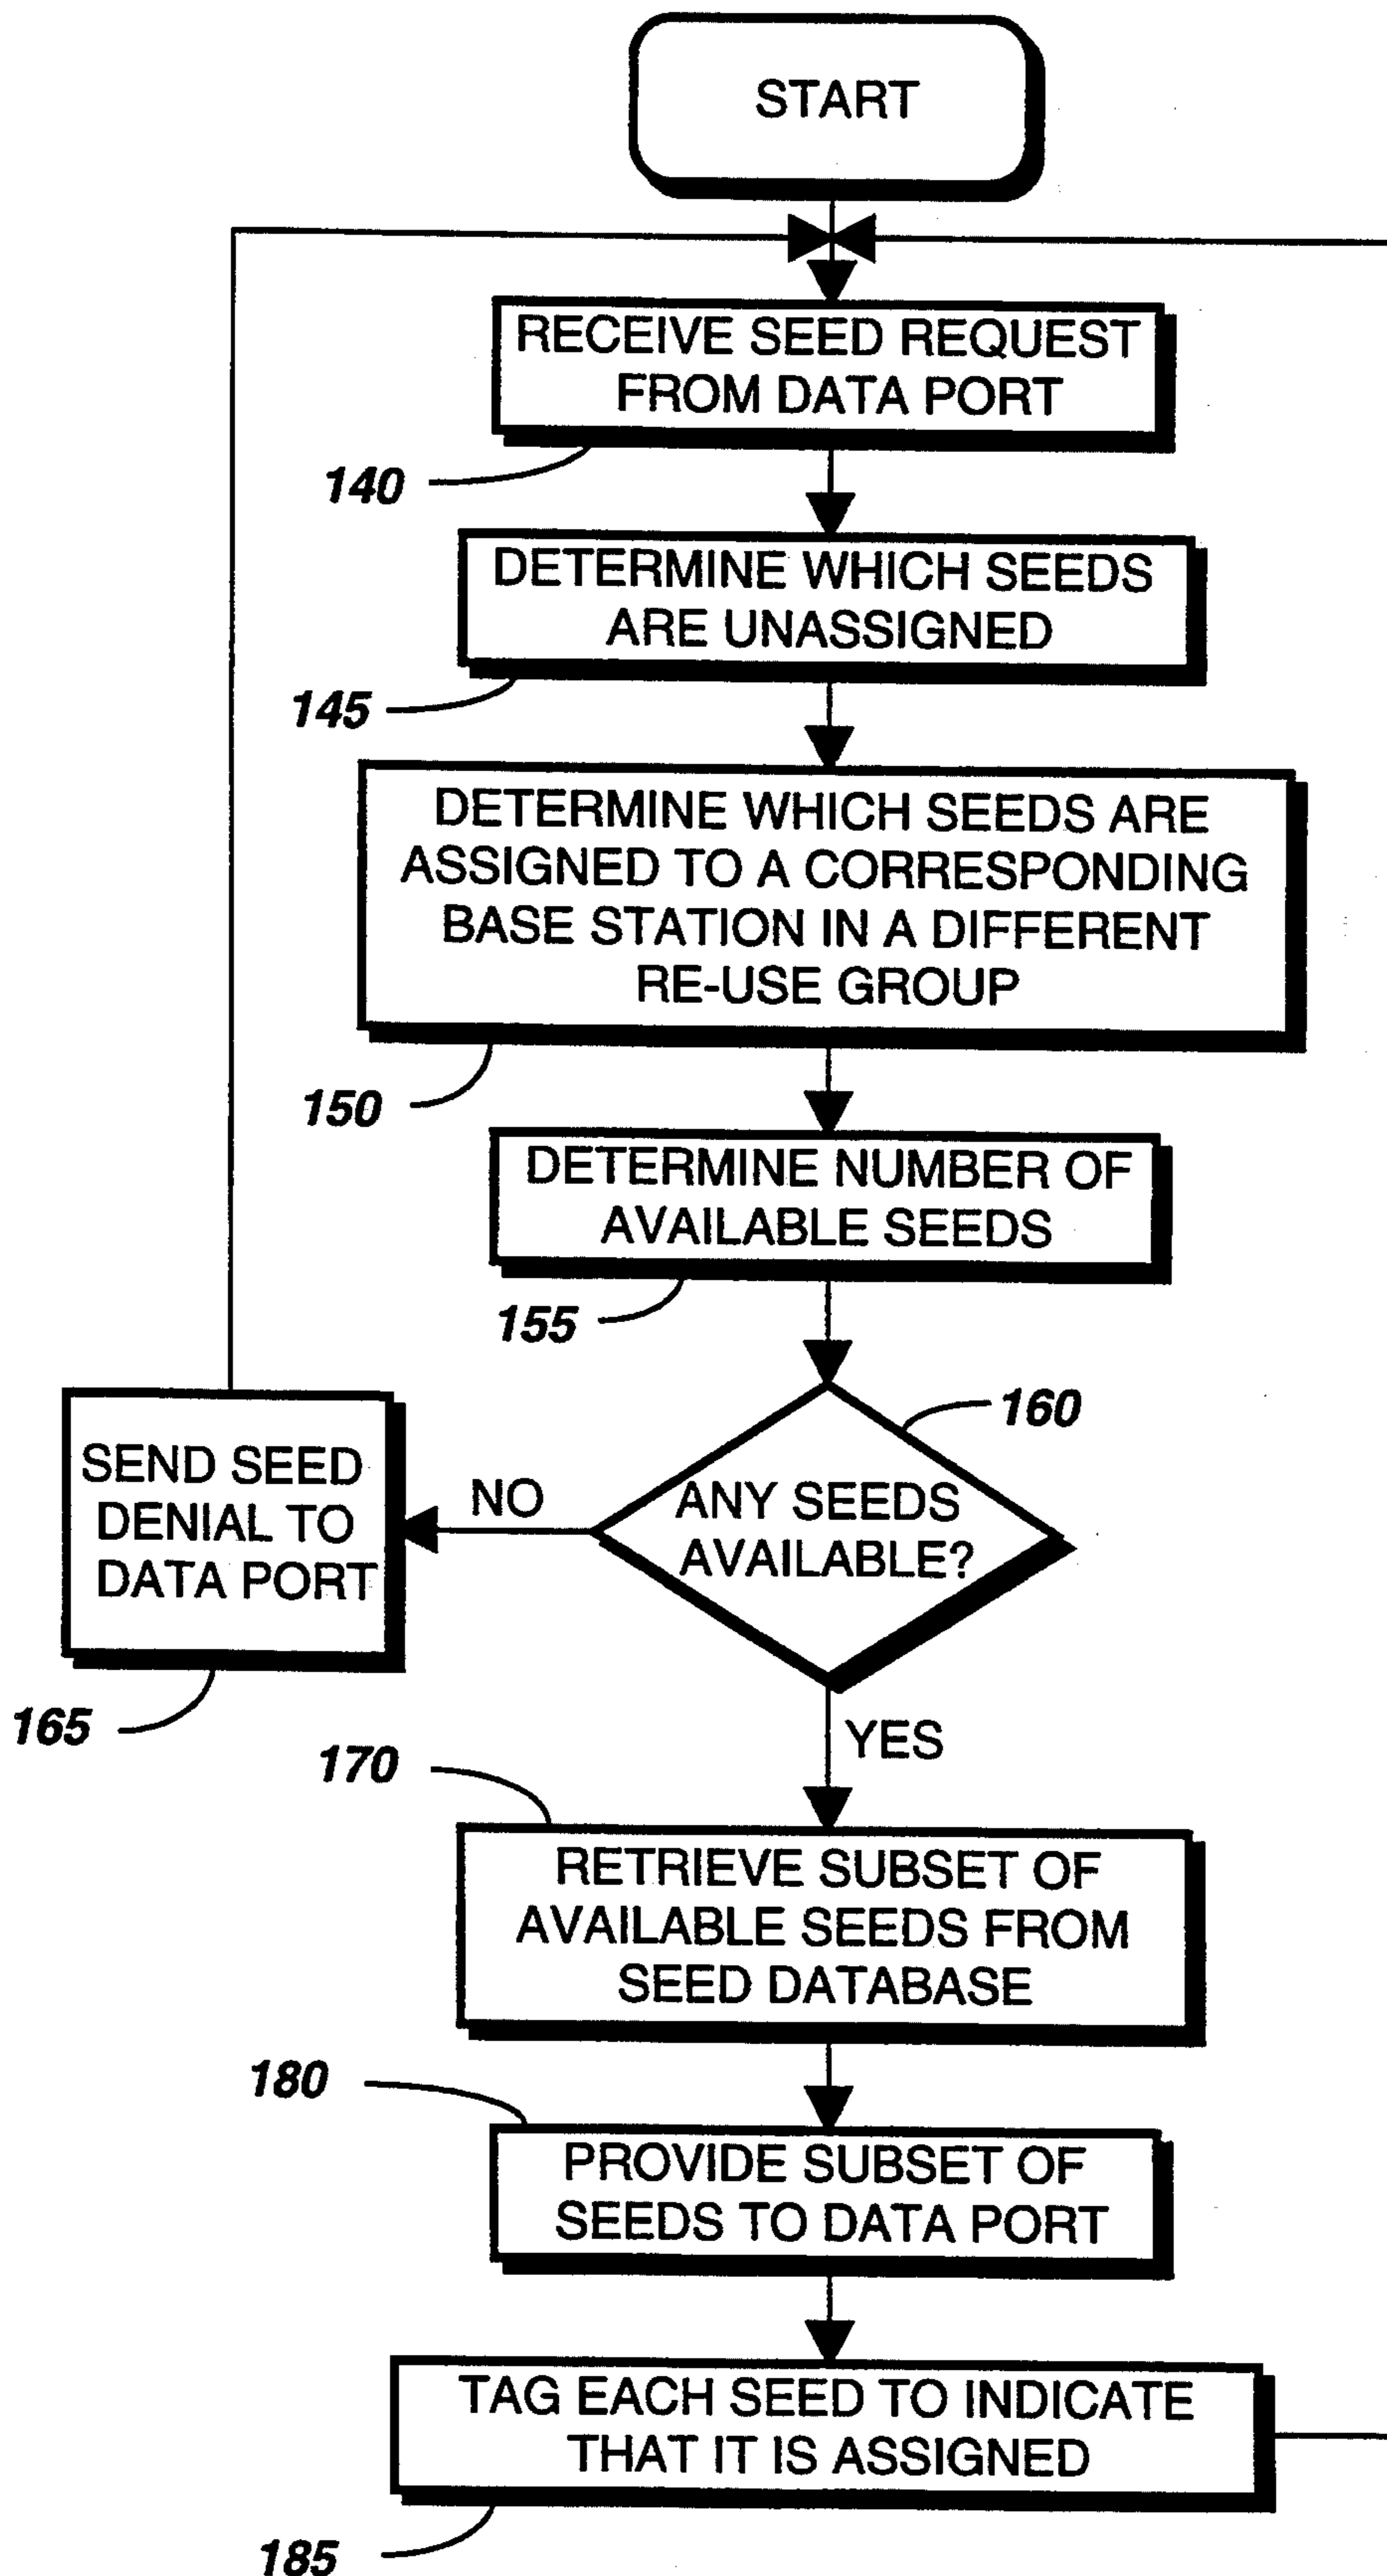 START
RECEIVE SEED REQUEST
FROM DATA PORT
140
DETERMINE WHICH SEEDS
ARE UNASSIGNED
145
DETERMINE WHICH SEEDS ARE
ASSIGNED TO A CORRESPONDING
BASE STATION IN A DIFFERENT
RE-USE GROUP
150
DETERMINE NUMBER OF
AVAILABLE SEEDS
155
160
ANY SEEDS
AVAILABLE?
NO
SEND SEED
DENIAL TO
DATA PORT
165
YES
170
RETRIEVE SUBSET OF
AVAILABLE SEEDS FROM
SEED DATABASE
180
PROVIDE SUBSET OF
SEEDS TO DATA PORT
TAG EACH SEED TO INDICATE
THAT IT IS ASSIGNED
185